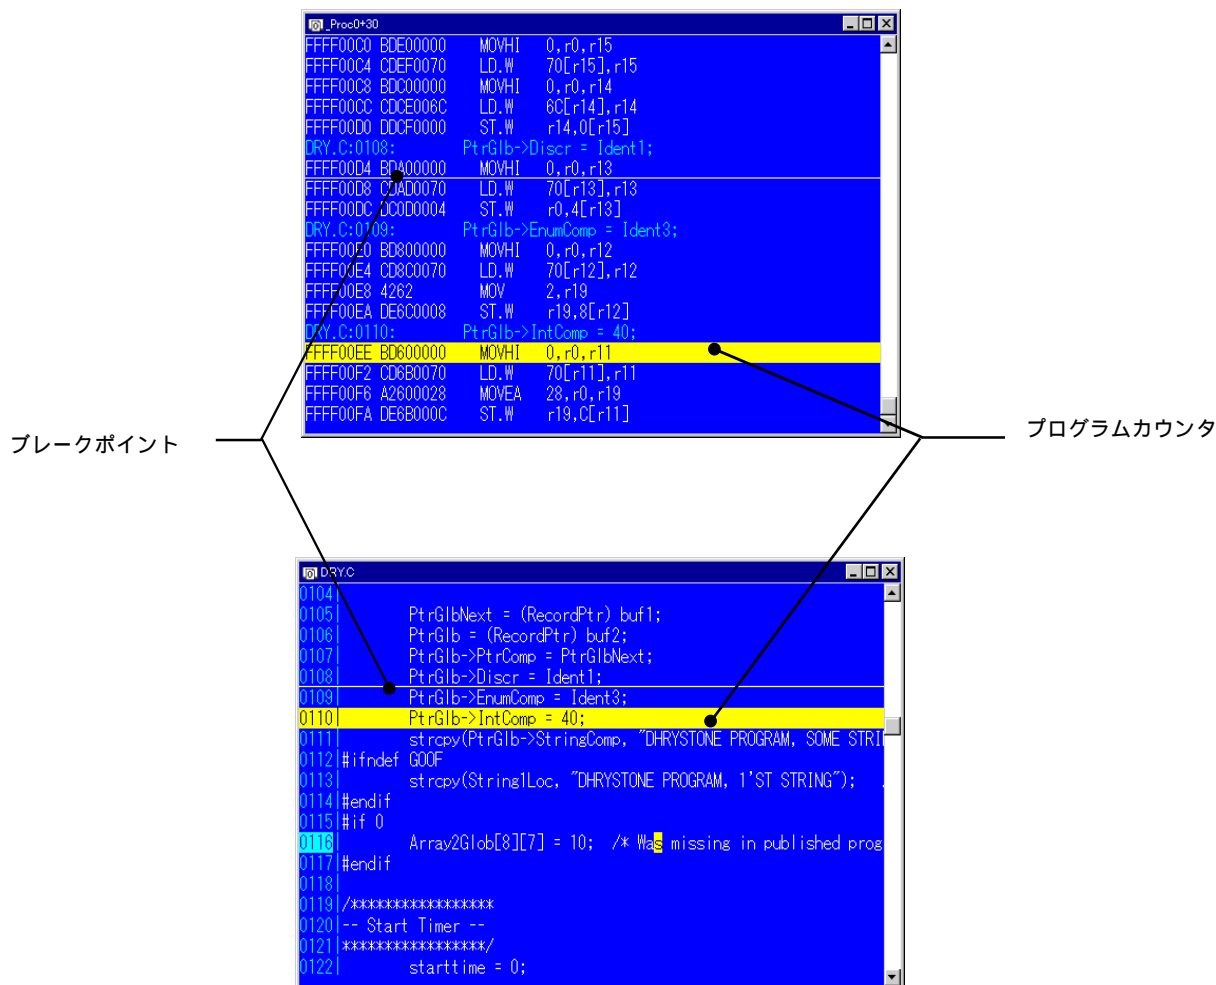 _Proc0+30
FFFF00C0 BDE00000 MOVHI 0,r0,r15
FFFF00C4 CDEF0070 LD.W 70[r15],r15
FFFF00C8 BDC00000 MOVHI 0,r0,r14
FFFF00CC CDCE006C LD.W 6C[r14],r14
FFFF00D0 DDCF0000 ST.W r14,0[r15]
DRY.C:0108: PtrGlb->Discr = Ident1;
FFFF00D4 BDA00000 MOVHI 0,r0,r13
FFFF00D8 CDAD0070 LD.W 70[r13],r13
FFFF00DC DC0D0004 ST.W r0,4[r13]
DRY.C:0109: PtrGlb->EnumComp = Ident3;
FFFF00E0 BD800000 MOVHI 0,r0,r12
FFFF00E4 CD8C0070 LD.W 70[r12],r12
FFFF00E8 4262 MOV 2,r19
FFFF00EA DE6C0008 ST.W r19,8[r12]
DRY.C:0110: PtrGlb->IntComp = 40;
FFFF00EE BD600000 MOVHI 0,r0,r11
FFFF00F2 CD6B0070 LD.W 70[r11],r11
FFFF00F6 A2600028 MOVEA 28,r0,r19
FFFF00FA DE6B000C ST.W r19,C[r11]
ブレークポイント
プログラムカウンタ
DRY.C
0104|
0105| PtrGlbNext = (RecordPtr) buf1;
0106| PtrGlb = (RecordPtr) buf2;
0107| PtrGlb->PtrComp = PtrGlbNext;
0108| PtrGlb->Discr = Ident1;
0109| PtrGlb->EnumComp = Ident3;
0110| PtrGlb->IntComp = 40;
0111| strcpy(PtrGlb->StringComp, "DHRYSTONE PROGRAM, SOME STRI
0112|#ifndef GOOF
0113| strcpy(String1Loc, "DHRYSTONE PROGRAM, 1'ST STRING");
0114|#endif
0115|#if 0
0116| Array2Glob[8][7] = 10; /* Was missing in published prog
0117|#endif
0118|
0119|/*****************
0120|-- Start Timer --
0121|*****************/
0122| starttime = 0;